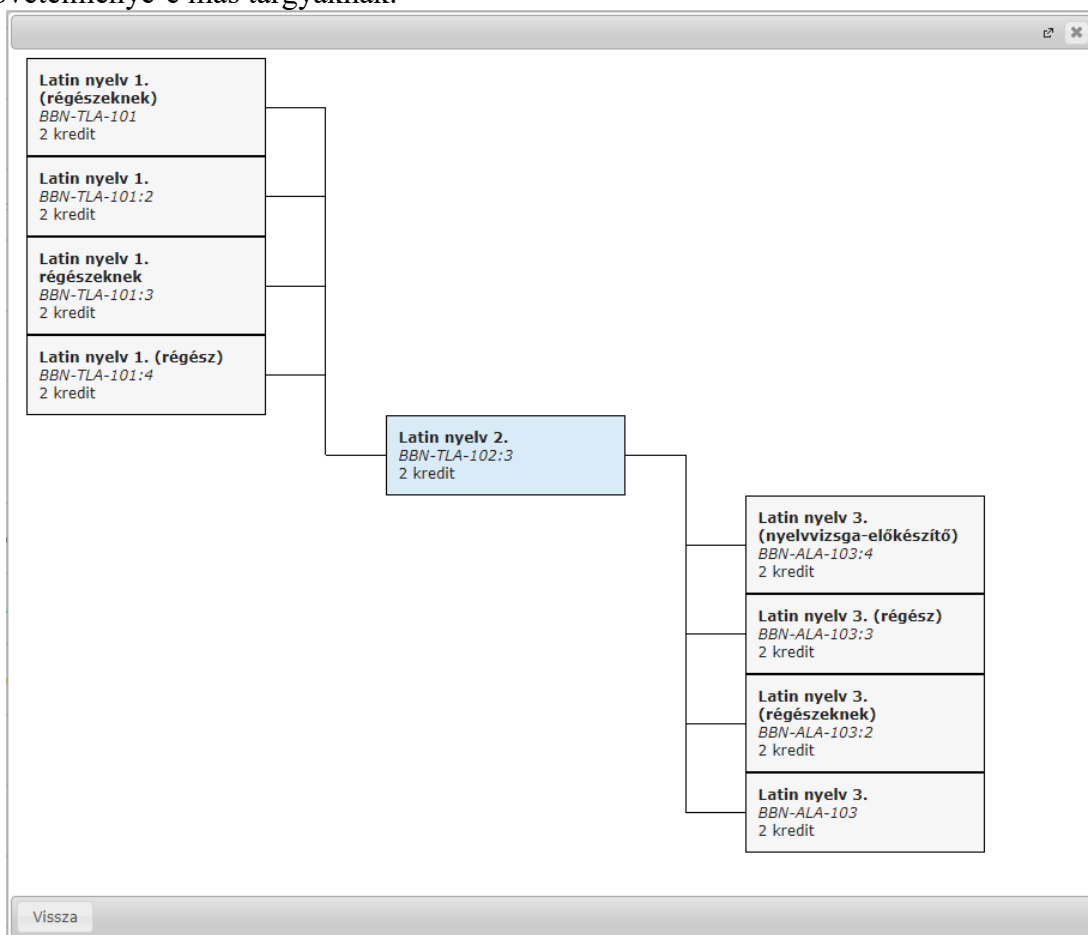 követelménye-e más tárgyaknak.
Latin nyelv 1.
(régészeknek)
BBN-TLA-101
2 kredit
Latin nyelv 1.
BBN-TLA-101:2
2 kredit
Latin nyelv 1.
régészeknek
BBN-TLA-101:3
2 kredit
Latin nyelv 1. (régész)
BBN-TLA-101:4
2 kredit
Latin nyelv 2.
BBN-TLA-102:3
2 kredit
Latin nyelv 3.
(nyelvvizsga-előkészítő)
BBN-ALA-103:4
2 kredit
Latin nyelv 3. (régész)
BBN-ALA-103:3
2 kredit
Latin nyelv 3.
(régészeknek)
BBN-ALA-103:2
2 kredit
Latin nyelv 3.
BBN-ALA-103
2 kredit
Vissza